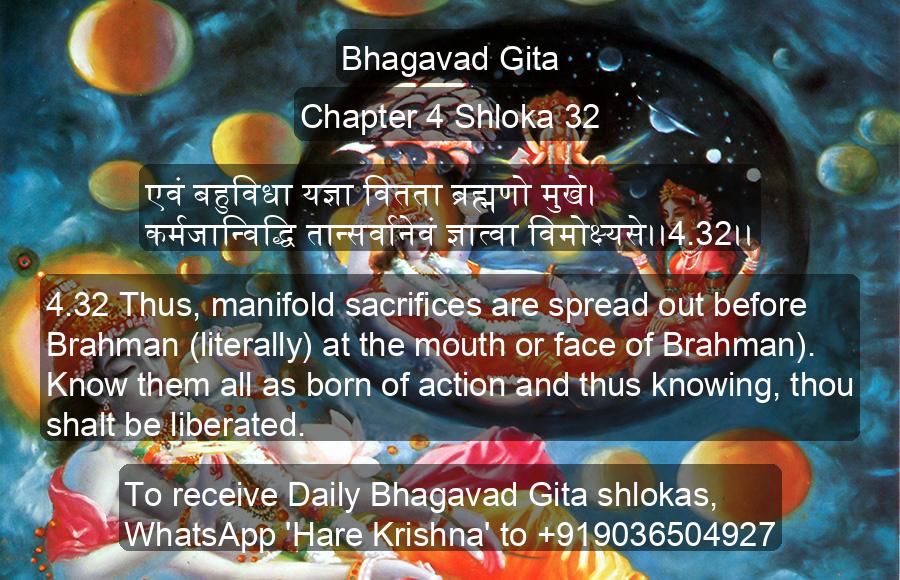 Bhagavad Gita
Chapter 4 Shloka 32
एवं बहुविधा यज्ञा वितता ब्रह्मणो मुखे।
कर्मजान्विद्धि तान्सर्वानेवं ज्ञात्वा विमोक्ष्यसे।।4.32।।
4.32 Thus, manifold sacrifices are spread out before
Brahman (literally) at the mouth or face of Brahman).
Know them all as born of action and thus knowing, thou
shalt be liberated.
To receive Daily Bhagavad Gita shlokas,
WhatsApp 'Hare Krishna' to +919036504927